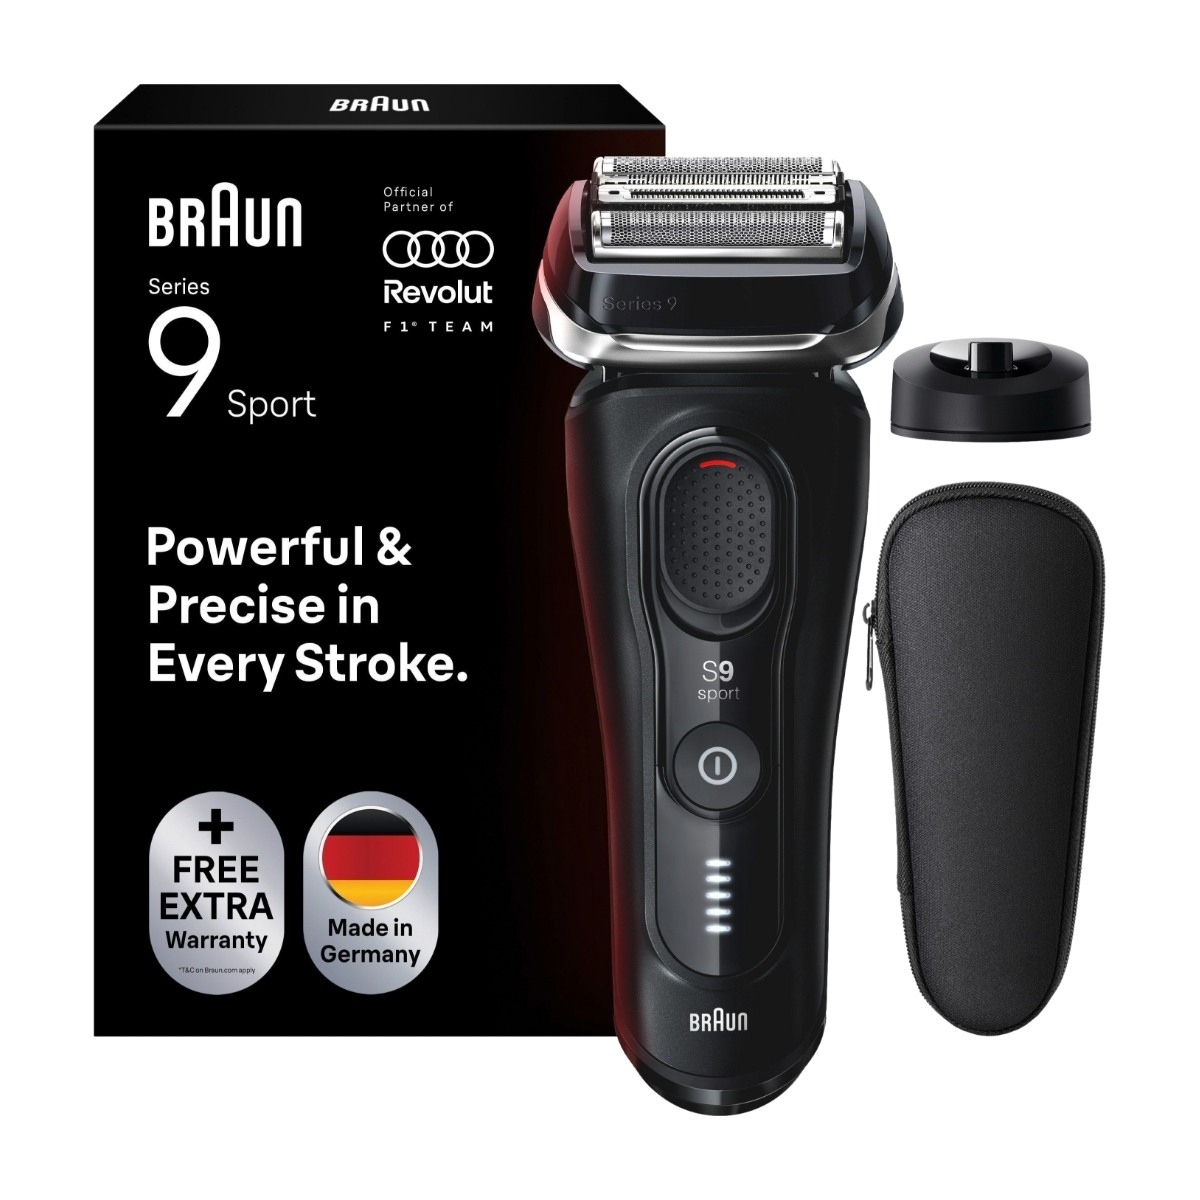 BRAUN
BRAUN
Series
9 Sport
Official
Partner of
Revolut
F1® TEAM
Powerful &
Precise in
Every Stroke.
+
FREE
EXTRA
Warranty
*T&C on Braun.com apply
Made in
Germany
Series 9
S9
sport
BRAUN